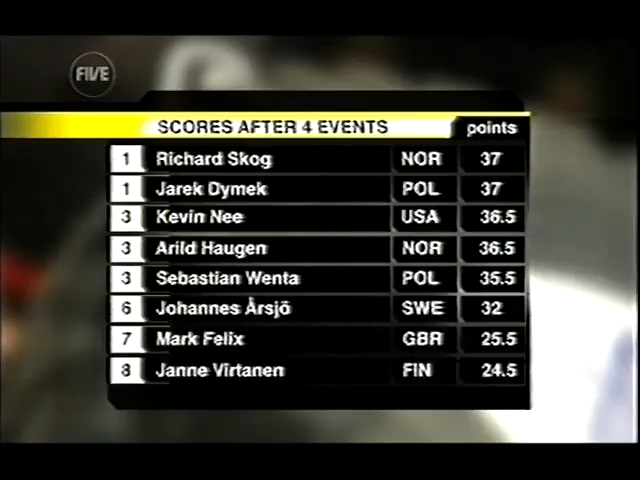 FIVE
SCORES AFTER 4 EVENTS points
1 Richard Skog NOR 37
1 Jarek Dymek POL 37
3 Kevin Nee USA 36.5
3 Arild Haugen NOR 36.5
3 Sebastian Wenta POL 35.5
6 Johannes Årsjö SWE 32
7 Mark Felix GBR 25.5
8 Janne Virtanen FIN 24.5